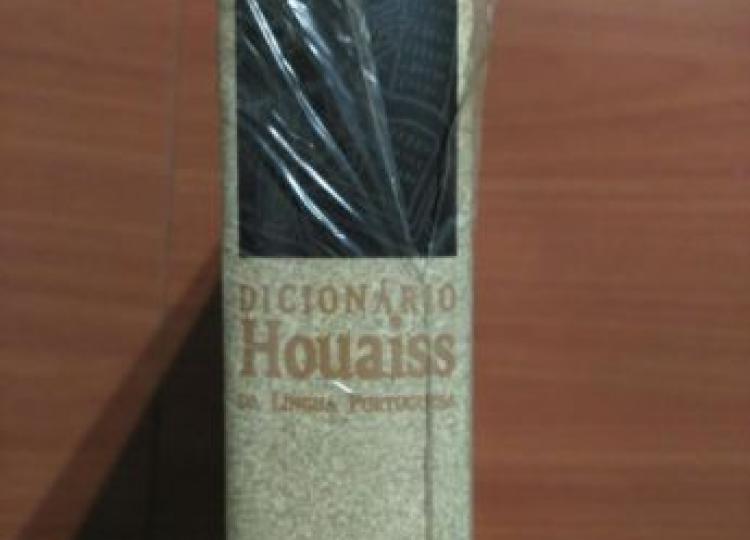 DICIONÁRIO
Houaiss
DA LÍNGUA PORTUGUESA